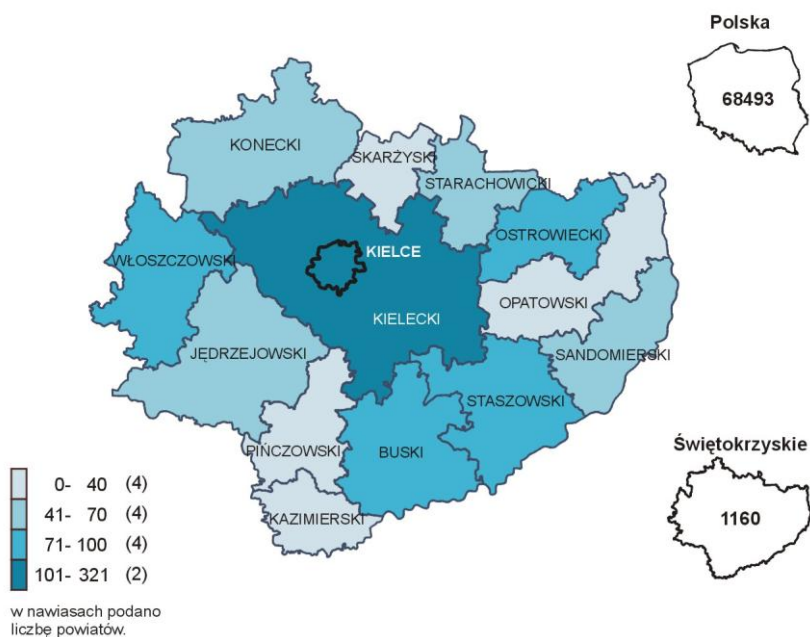 Polska
68493
KONECKI
SKARŻYSKI
STARACHOWICKI
OSTROWIECKI
KIELCE
WŁOSZCZOWSKI
OPATOWSKI
KIELECKI
JĘDRZEJOWSKI
SANDOMIERSKI
STASZOWSKI
PIŃCZOWSKI
BUSKI
KAZIMIERSKI
Świętokrzyskie
1160
0- 40 (4)
41- 70 (4)
71- 100 (4)
101- 321 (2)
w nawiasach podano
liczbę powiatów.